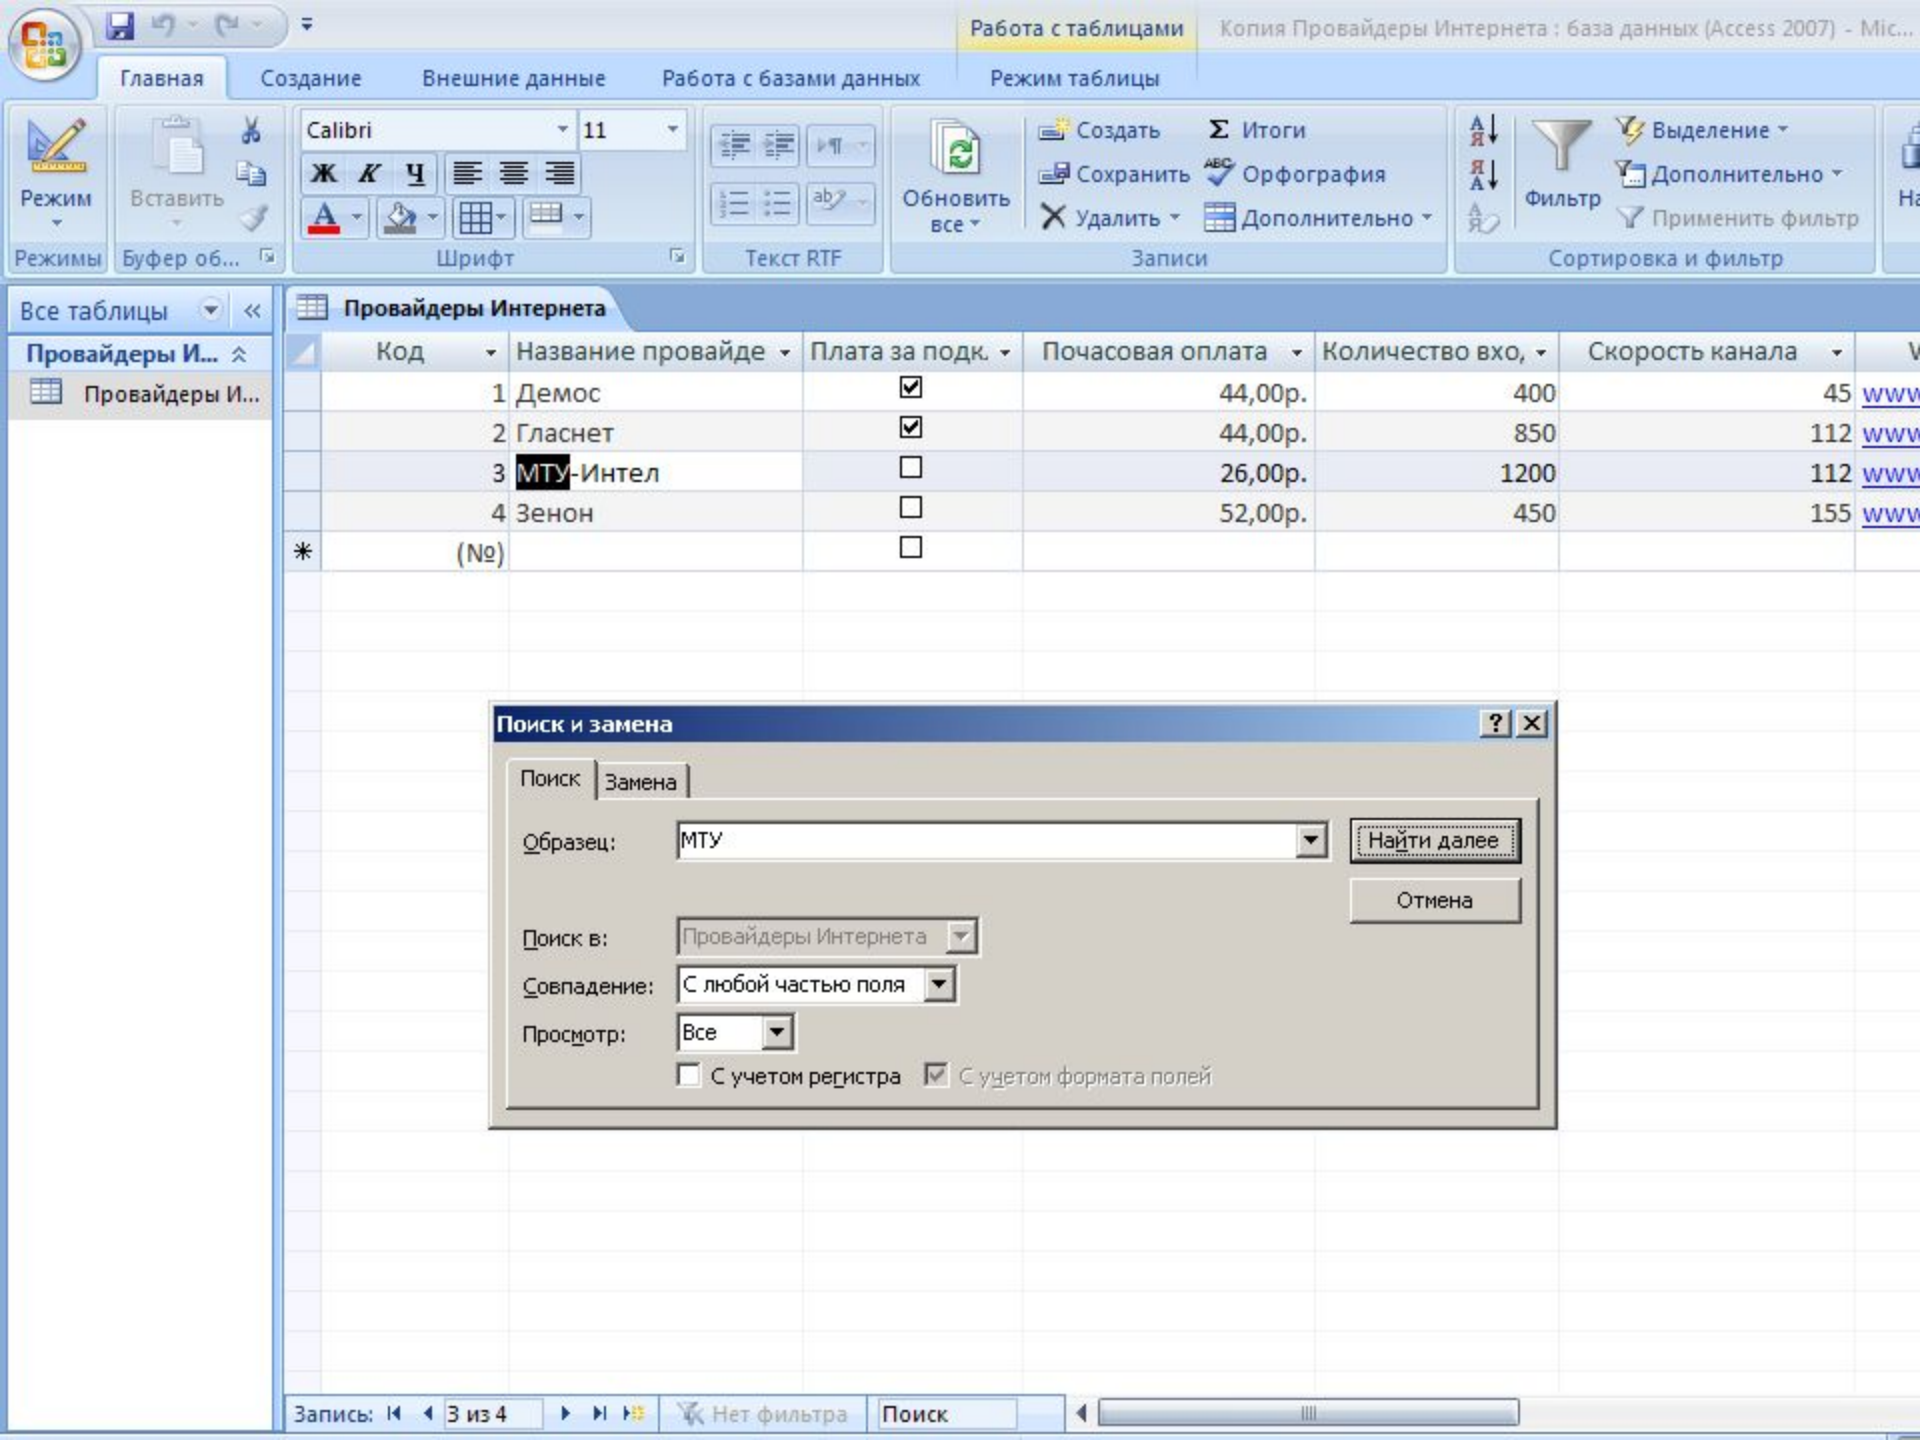 Работа с таблицами Копия Провайдеры Интернета : база данных (Access 2007) - Mic...
Главная Создание Внешние данные Работа с базами данных Режим таблицы
Режим
Режимы
Вставить
Буфер об...
Calibri 11
Ж К Ч
Шрифт
Текст RTF
Обновить
все
Создать Σ Итоги
Сохранить ABC Орфография
Удалить Дополнительно
Записи
Фильтр
Выделение
Дополнительно
Применить фильтр
Сортировка и фильтр
Все таблицы «
Провайдеры И...
Провайдеры И...
Провайдеры Интернета
Код Название провайде Плата за подк. Почасовая оплата Количество вхо, Скорость канала
1 Демос 44,00р. 400 45 www
2 Гласнет 44,00р. 850 112 www
3 МТУ-Интел 26,00р. 1200 112 www
4 Зенон 52,00р. 450 155 www
(№)
Поиск и замена
Поиск Замена
Образец: МТУ Найти далее
Отмена
Поиск в: Провайдеры Интернета
Совпадение: С любой частью поля
Просмотр: Все
С учетом регистра С учетом формата полей
Запись: 3 из 4 Нет фильтра Поиск